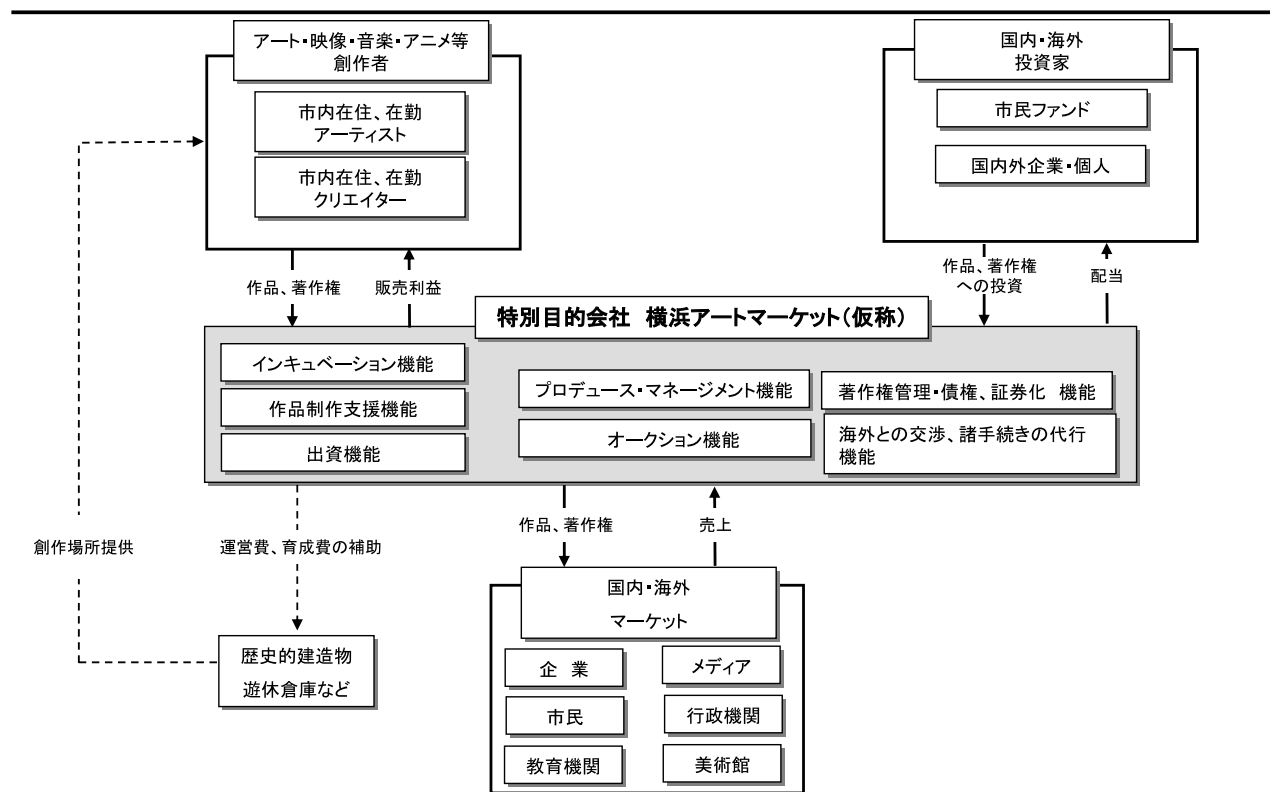 アート・映像・音楽・アニメ等
創作者
市内在住、在勤
アーティスト
市内在住、在勤
クリエイター
国内・海外
投資家
市民ファンド
国内外企業・個人
作品、著作権
販売利益
作品、著作権
への投資
配当
特別目的会社 横浜アートマーケット(仮称)
インキュベーション機能
作品制作支援機能
出資機能
プロデュース・マネージメント機能
オークション機能
著作権管理・債権、証券化 機能
海外との交渉、諸手続きの代行
機能
創作場所提供
運営費、育成費の補助
作品、著作権
売上
歴史的建造物
遊休倉庫など
国内・海外
マーケット
企 業
メディア
市民
行政機関
教育機関
美術館